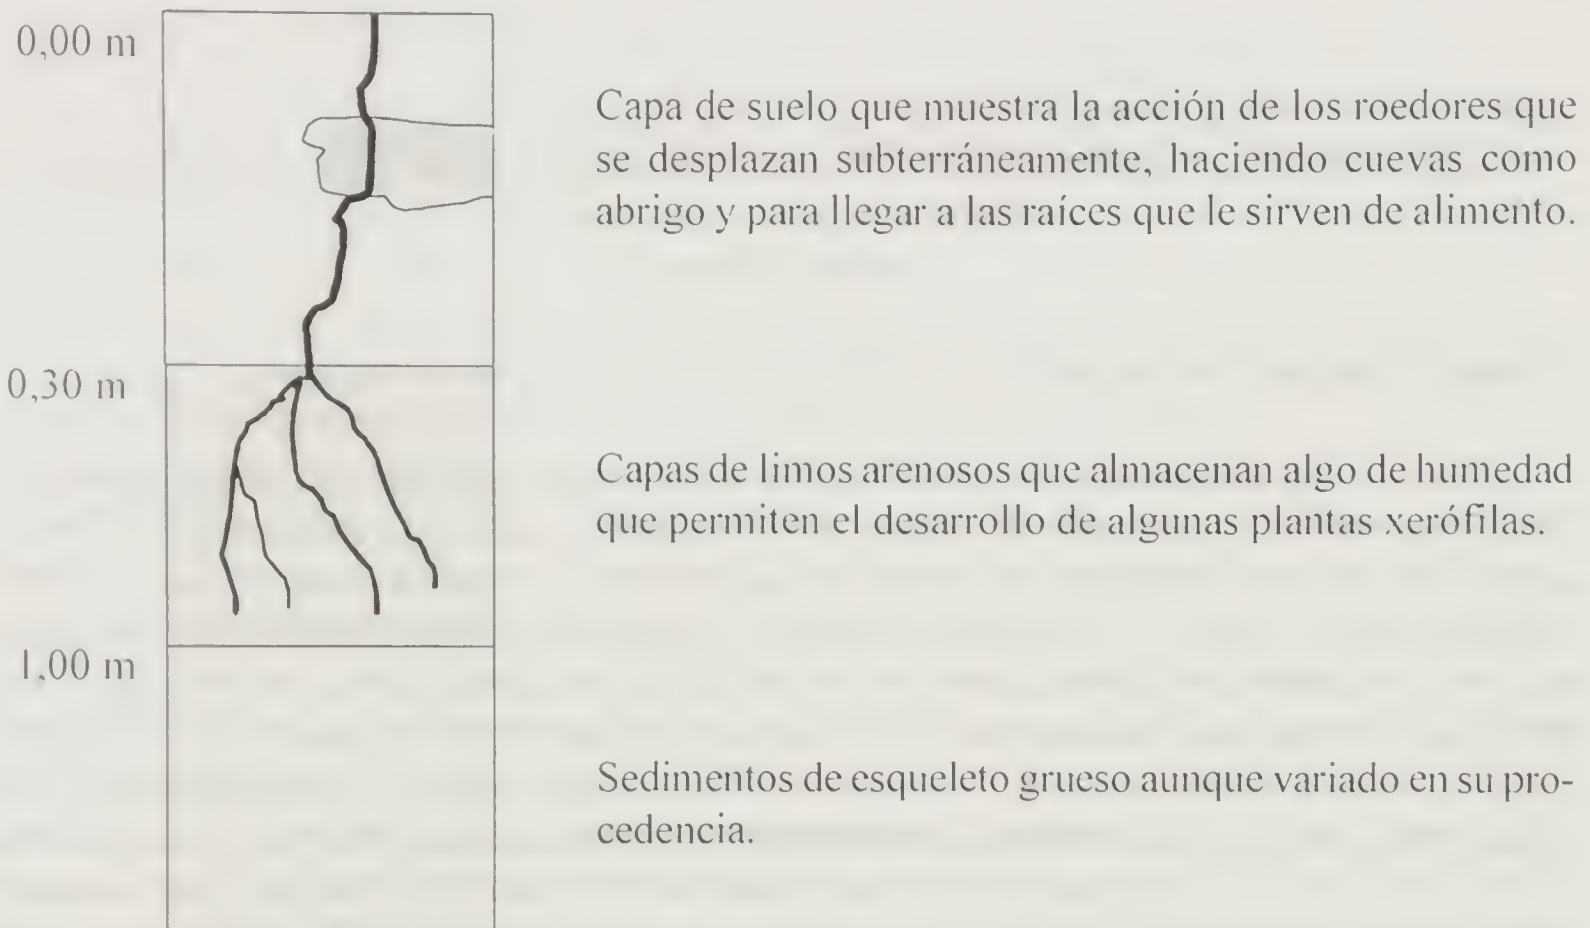 0,00 m
Capa de suelo que muestra la acción de los roedores que
se desplazan subterráneamente, haciendo cuevas como
abrigo y para llegar a las raíces que le sirven de alimento.
0,30 m
Capas de limos arenosos que almacenan algo de humedad
que permiten el desarrollo de algunas plantas xerófilas.
1,00 m
Sedimentos de esqueleto grueso aunque variado en su pro-
cedencia.